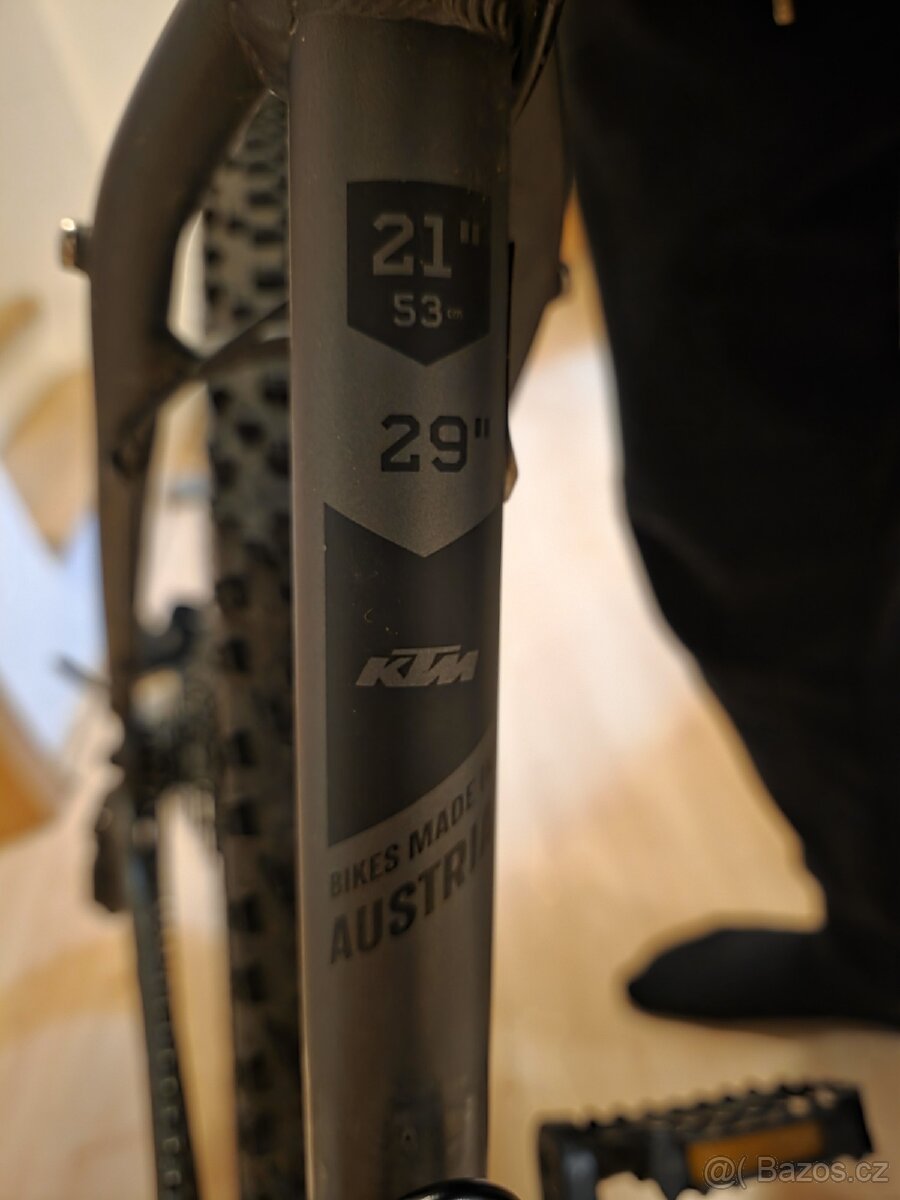 21"
53 cm
29"
KTM
BIKES MADE
AUSTRIA
@( Bazos.cz